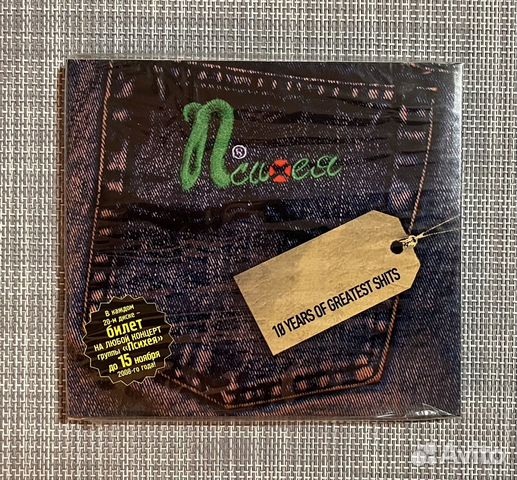 Психея
®
10 YEARS OF GREATEST SHITS
В каждом
20-м диске –
билет
НА ЛЮБОЙ КОНЦЕРТ
группы «Психея»
до 15 ноября
2008-го года!
Avito